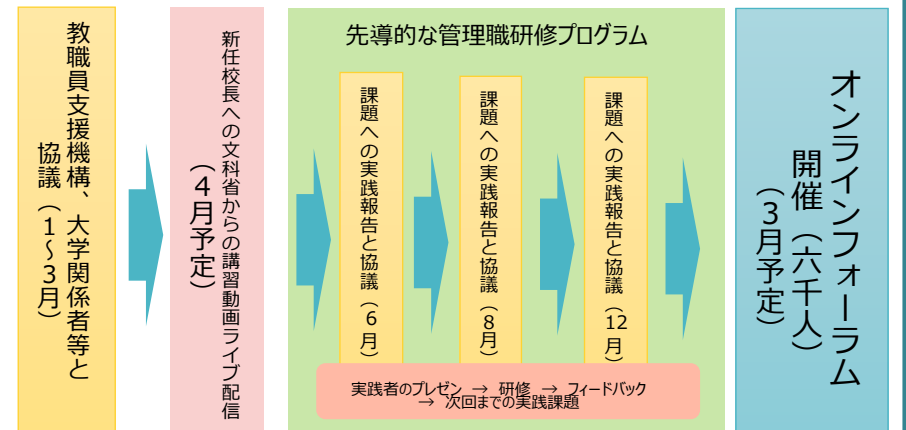 教職員支援機構、大学関係者等と
協議（１～３月）
新任校長への文科省からの講習動画ライブ配信
（４月予定）
先導的な管理職研修プログラム
課題への実践報告と協議（６月）
課題への実践報告と協議（８月）
課題への実践報告と協議（12月）
実践者のプレゼン → 研修 → フィードバック
→ 次回までの実践課題
オンラインフォーラム
開催（六千人）
（３月予定）